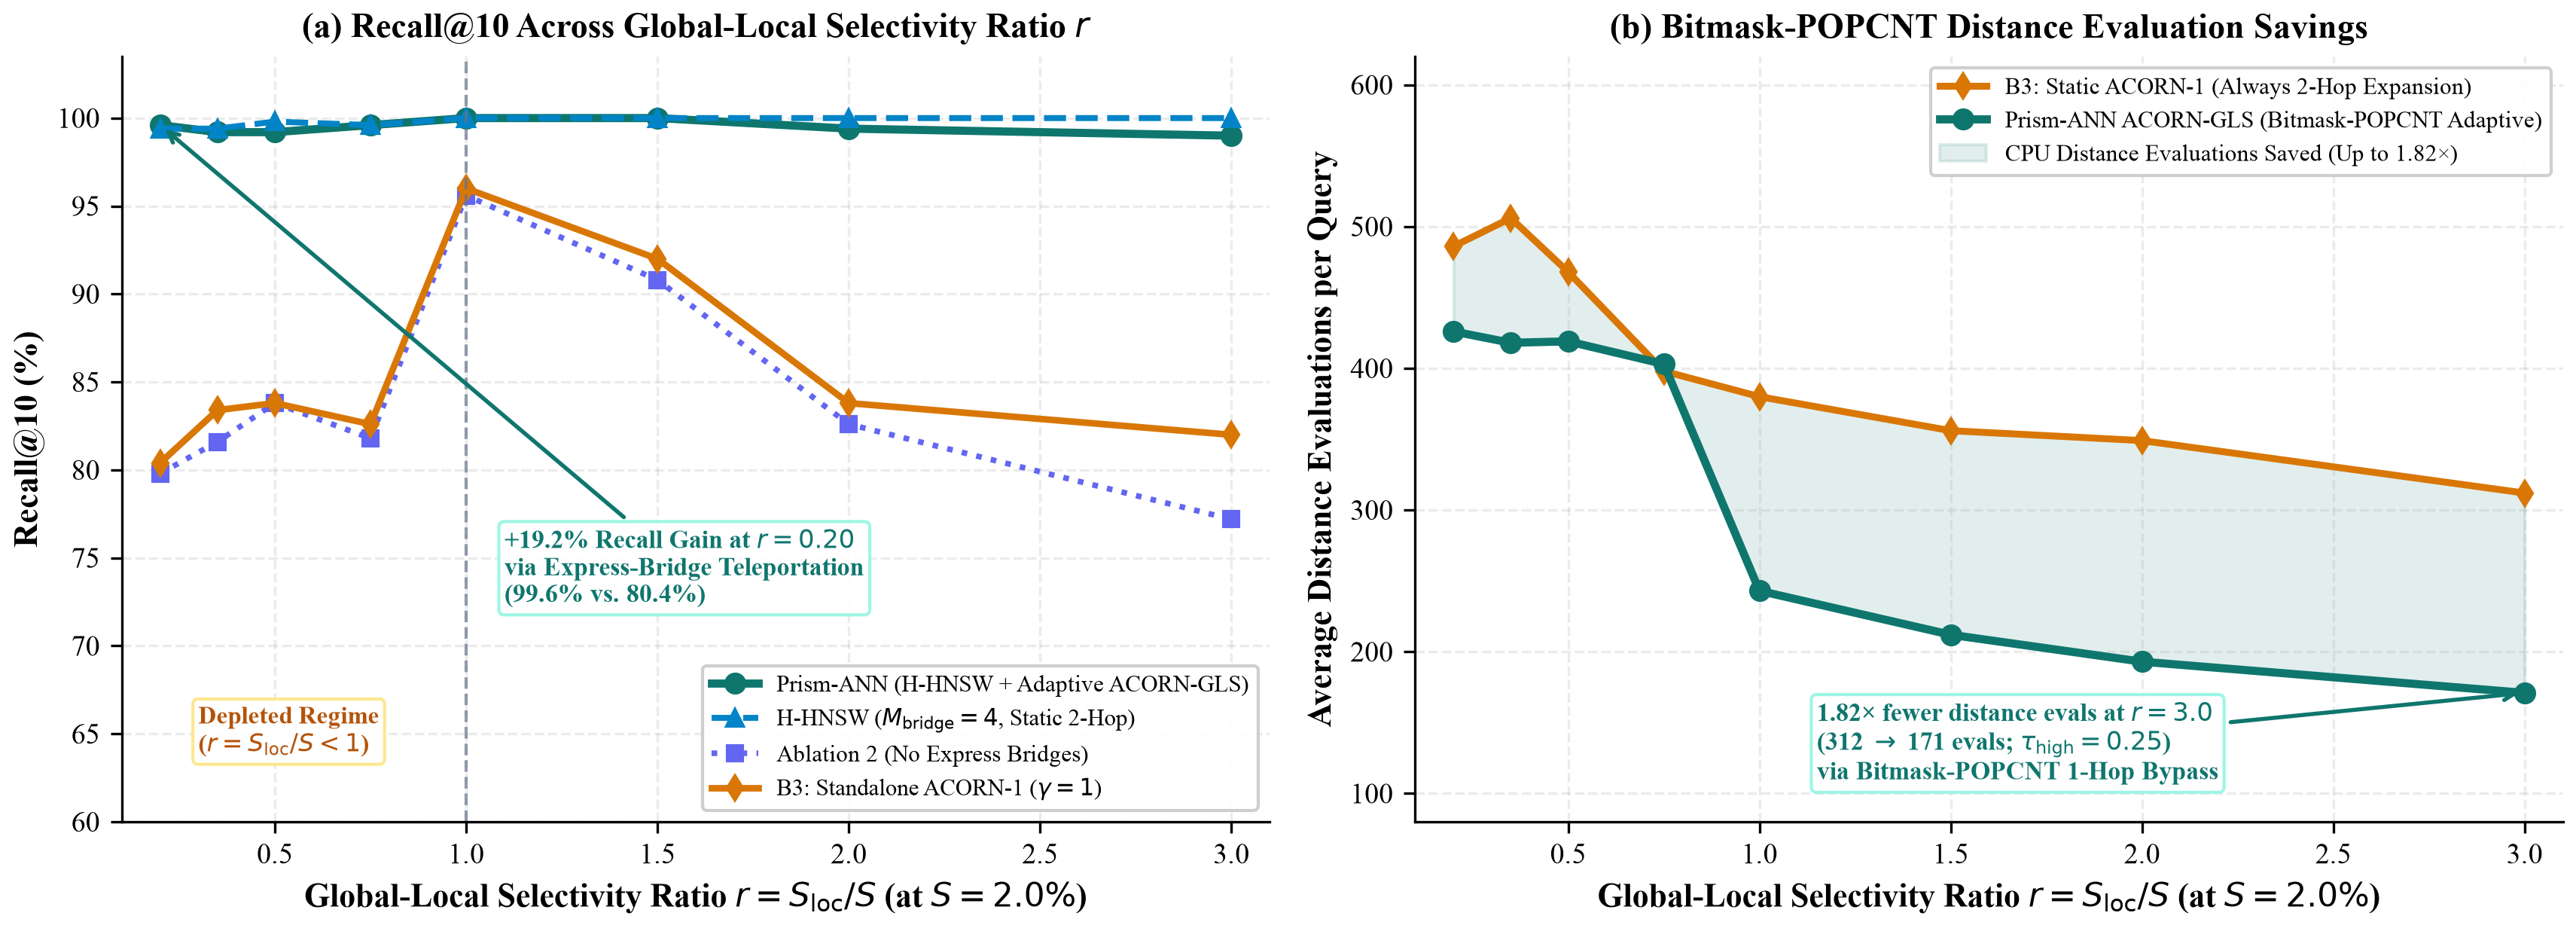 (a) Recall@10 Across Global-Local Selectivity Ratio r
Recall@10 (%)
100
95
90
85
80
75
70
65
60
0.5
1.0
1.5
2.0
2.5
3.0
Global-Local Selectivity Ratio r = S_loc/S (at S = 2.0%)
+19.2% Recall Gain at r = 0.20
via Express-Bridge Teleportation
(99.6% vs. 80.4%)
Depleted Regime
(r = S_loc/S < 1)
Prism-ANN (H-HNSW + Adaptive ACORN-GLS)
H-HNSW (M_bridge = 4, Static 2-Hop)
Ablation 2 (No Express Bridges)
B3: Standalone ACORN-1 (γ = 1)
(b) Bitmask-POPCNT Distance Evaluation Savings
Average Distance Evaluations per Query
600
500
400
300
200
100
0.5
1.0
1.5
2.0
2.5
3.0
Global-Local Selectivity Ratio r = S_loc/S (at S = 2.0%)
B3: Static ACORN-1 (Always 2-Hop Expansion)
Prism-ANN ACORN-GLS (Bitmask-POPCNT Adaptive)
CPU Distance Evaluations Saved (Up to 1.82×)
1.82× fewer distance evals at r = 3.0
(312 → 171 evals; τ_high = 0.25)
via Bitmask-POPCNT 1-Hop Bypass